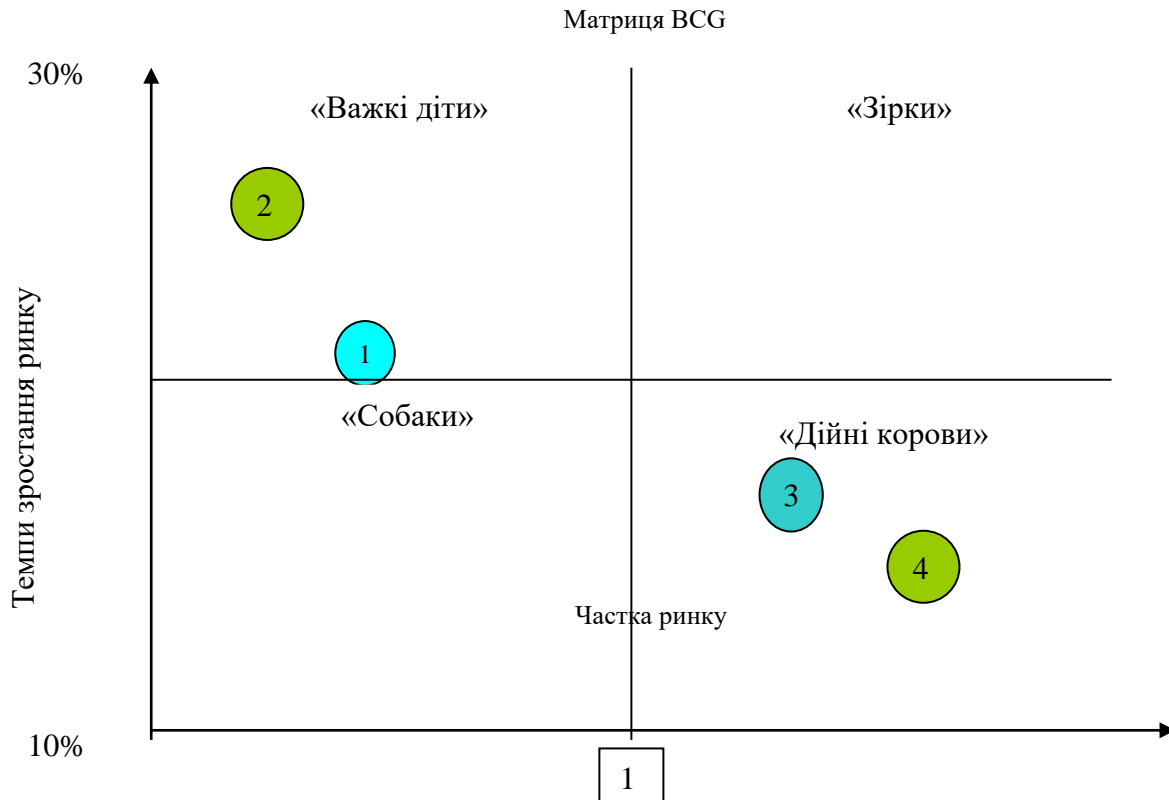 Матриця BCG
30%
«Важкі діти»
«Зірки»
2
1
«Собаки»
«Дійні корови»
3
4
Темпи зростання ринку
Частка ринку
10%
1